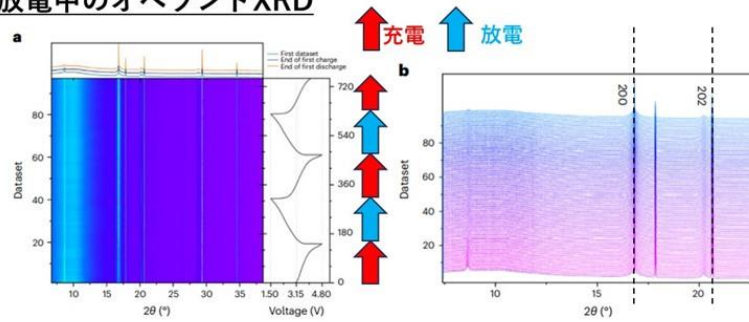 放電中のオペランドXRD
充電 放電
a
First dataset
End of first charge
End of first discharge
Dataset
80
60
40
20
10 15 20 25 30 35
2θ (°)
720
540
360
180
0
1.50 3.15 4.80
Voltage (V)
b
200
202
Dataset
80
60
40
20
10 15 20
2θ (°)